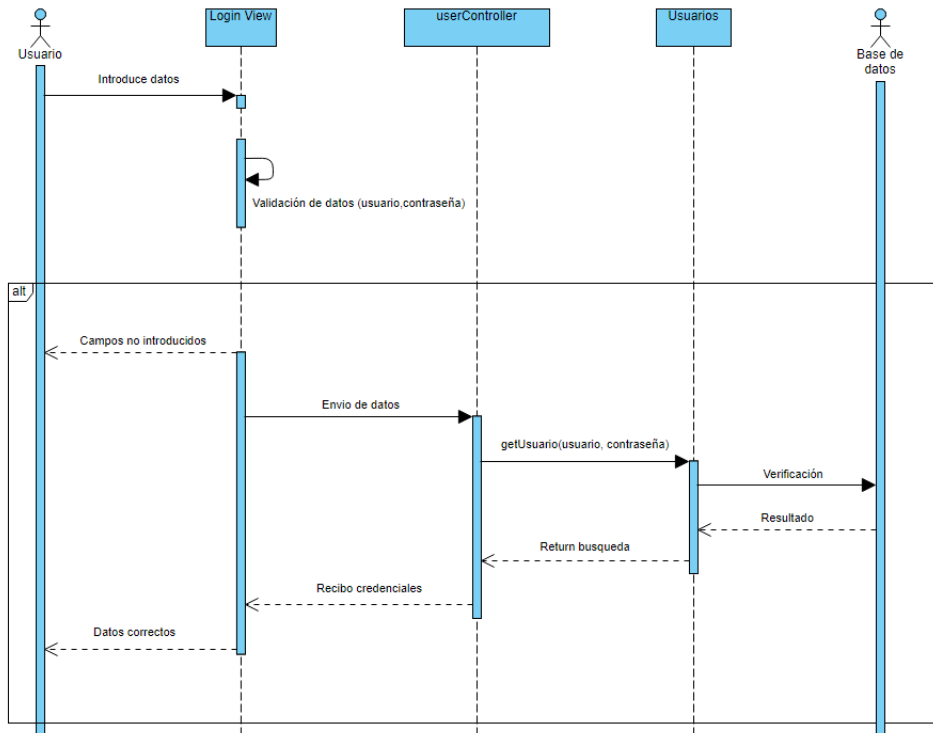 Login View
userController
Usuarios
Usuario
Base de
datos
Introduce datos
Validación de datos (usuario,contraseña)
alt
Campos no introducidos
Envio de datos
getUsuario(usuario, contraseña)
Verificación
Resultado
Return busqueda
Recibo credenciales
Datos correctos